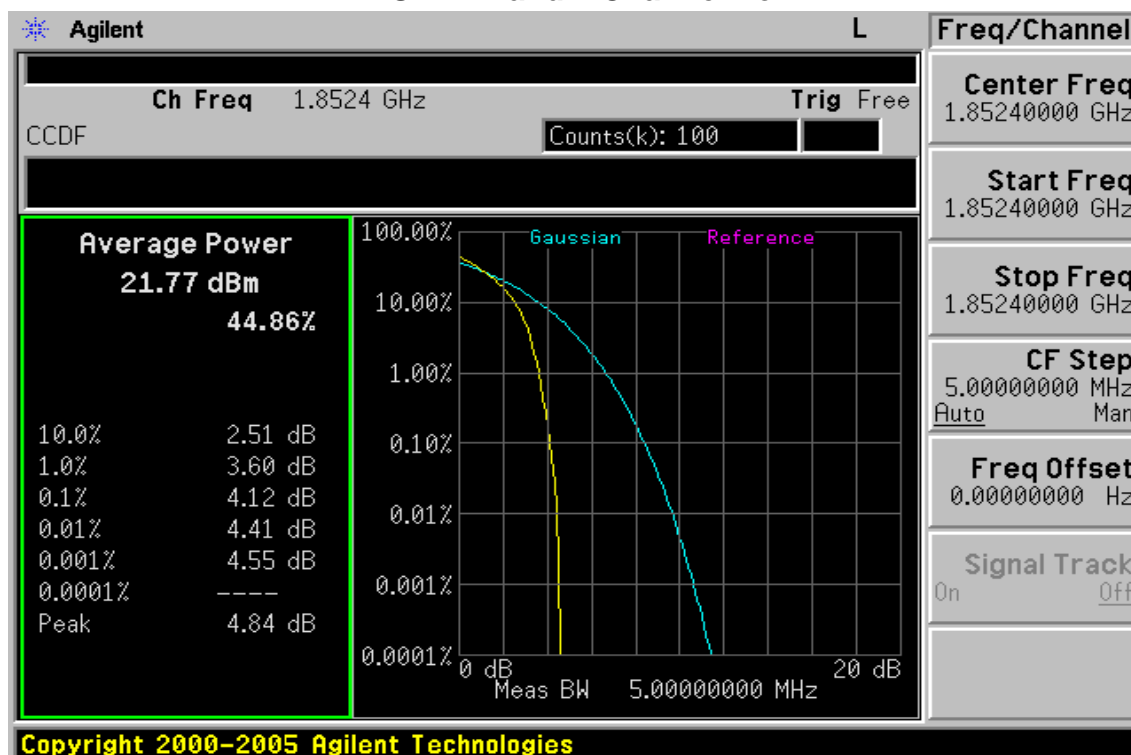 Agilent L
Freq/Channel
Ch Freq 1.8524 GHz Trig Free
CCDF Counts(k): 100
Average Power
21.77 dBm
44.86%
10.0% 2.51 dB
1.0% 3.60 dB
0.1% 4.12 dB
0.01% 4.41 dB
0.001% 4.55 dB
0.0001% ----
Peak 4.84 dB
Gaussian Reference
100.00%
10.00%
1.00%
0.10%
0.01%
0.001%
0.0001%
0 dB 20 dB
Meas BW 5.00000000 MHz
Center Freq
1.85240000 GHz
Start Freq
1.85240000 GHz
Stop Freq
1.85240000 GHz
CF Step
5.00000000 MHz
Auto Man
Freq Offset
0.00000000 Hz
Signal Track
On Off
Copyright 2000-2005 Agilent Technologies